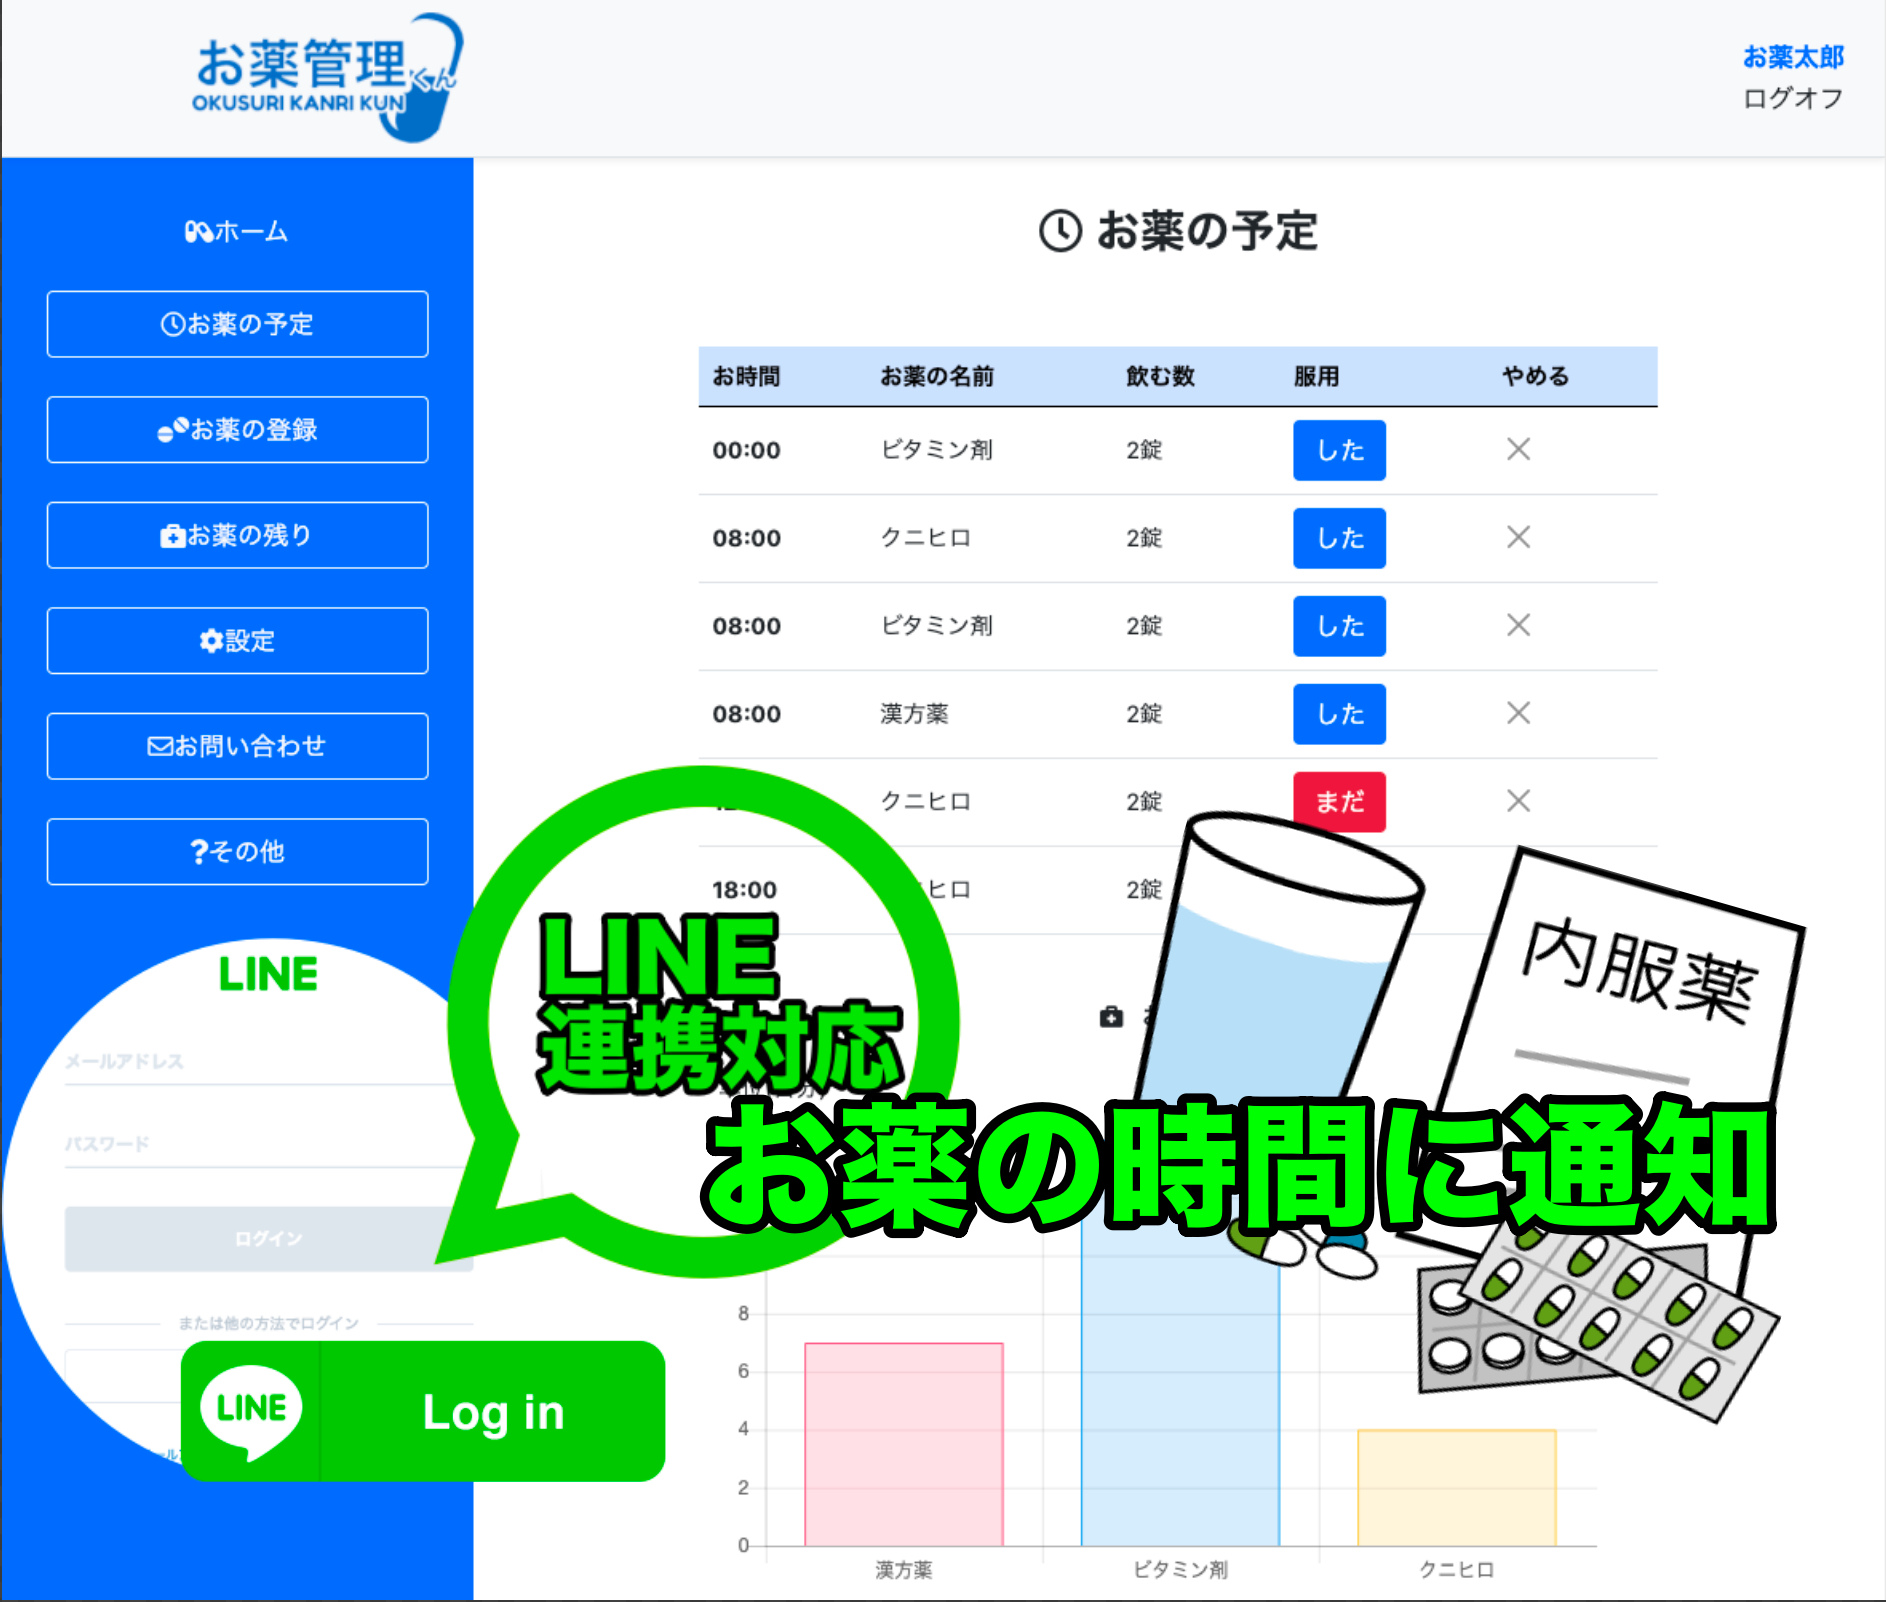 お薬管理くん
OKUSURI KANRI KUN
お薬太郎
ログオフ
ホーム
お薬の予定
お薬の登録
お薬の残り
設定
お問い合わせ
?その他
お薬の予定
お時間 お薬の名前 飲む数 服用 やめる
00:00 ビタミン剤 2錠 した
08:00 クニヒロ 2錠 した
08:00 ビタミン剤 2錠 した
08:00 漢方薬 2錠 した
クニヒロ 2錠 まだ
18:00 ヒロ 2錠
内服薬
LINE
連携対応
お薬の時間に通知
LINE
メールアドレス
パスワード
ログイン
または他の方法でログイン
LINE
Log in
8
6
4
2
0
漢方薬 ビタミン剤 クニヒロ